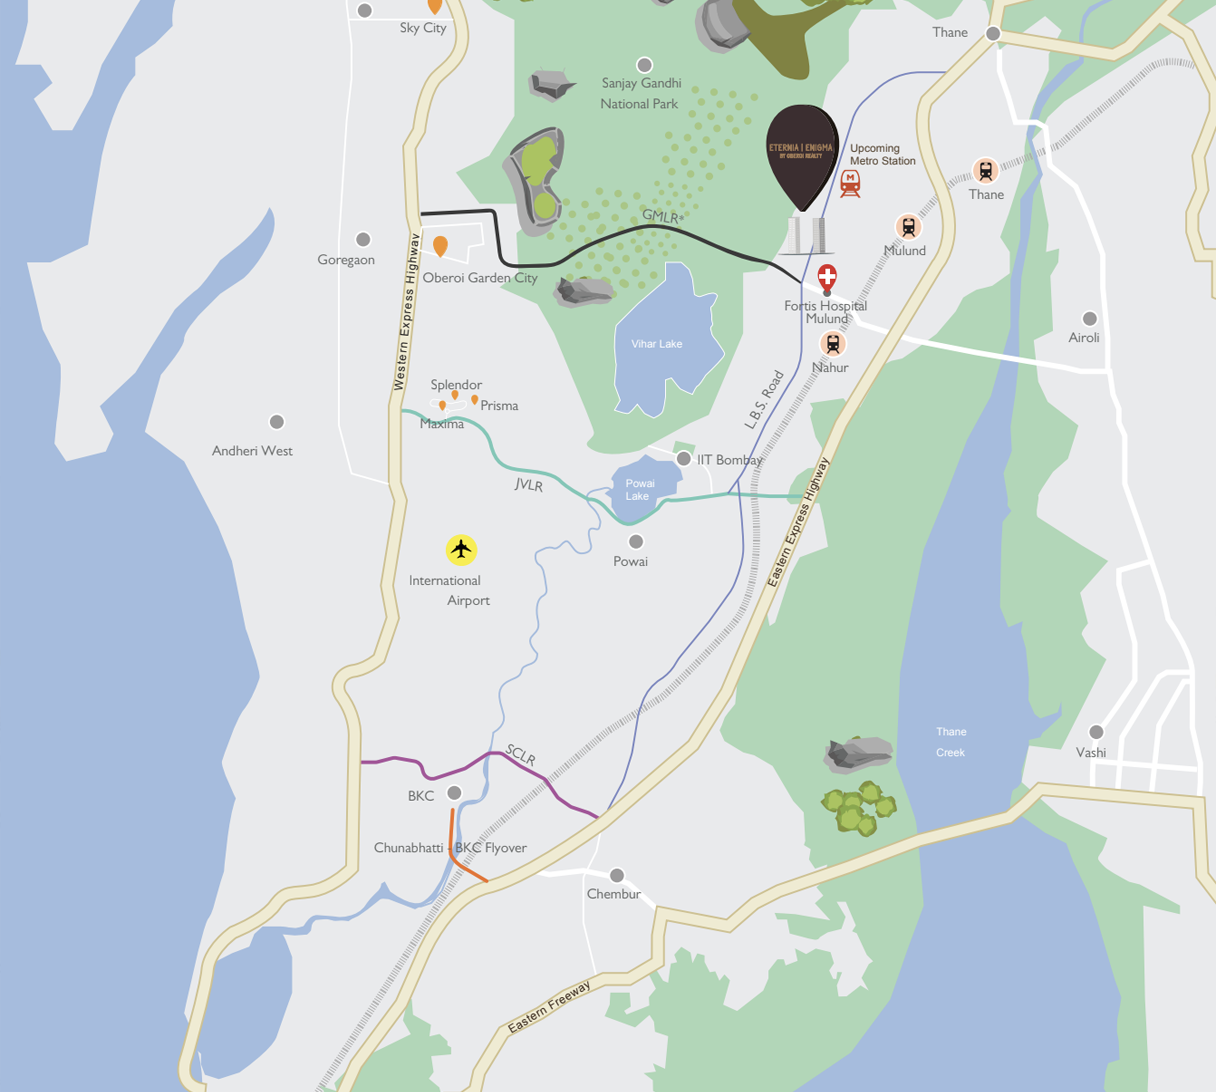 Sky City
Thane
Sanjay Gandhi
National Park
ETERNIA | ENIGMA
BY OBEROI REALTY
Upcoming
Metro Station
M
Thane
GMLR*
Mulund
Goregaon
Oberoi Garden City
Western Express Highway
Fortis Hospital
Mulund
Airoli
Vihar Lake
Nahur
Splendor
Prisma
Maxima
L.B.S. Road
Andheri West
IIT Bombay
JVLR
Powai
Lake
Eastern Express Highway
Powai
International
Airport
Thane
Creek
Vashi
SCLR
BKC
Chunabhatti - BKC Flyover
Chembur
Eastern Freeway